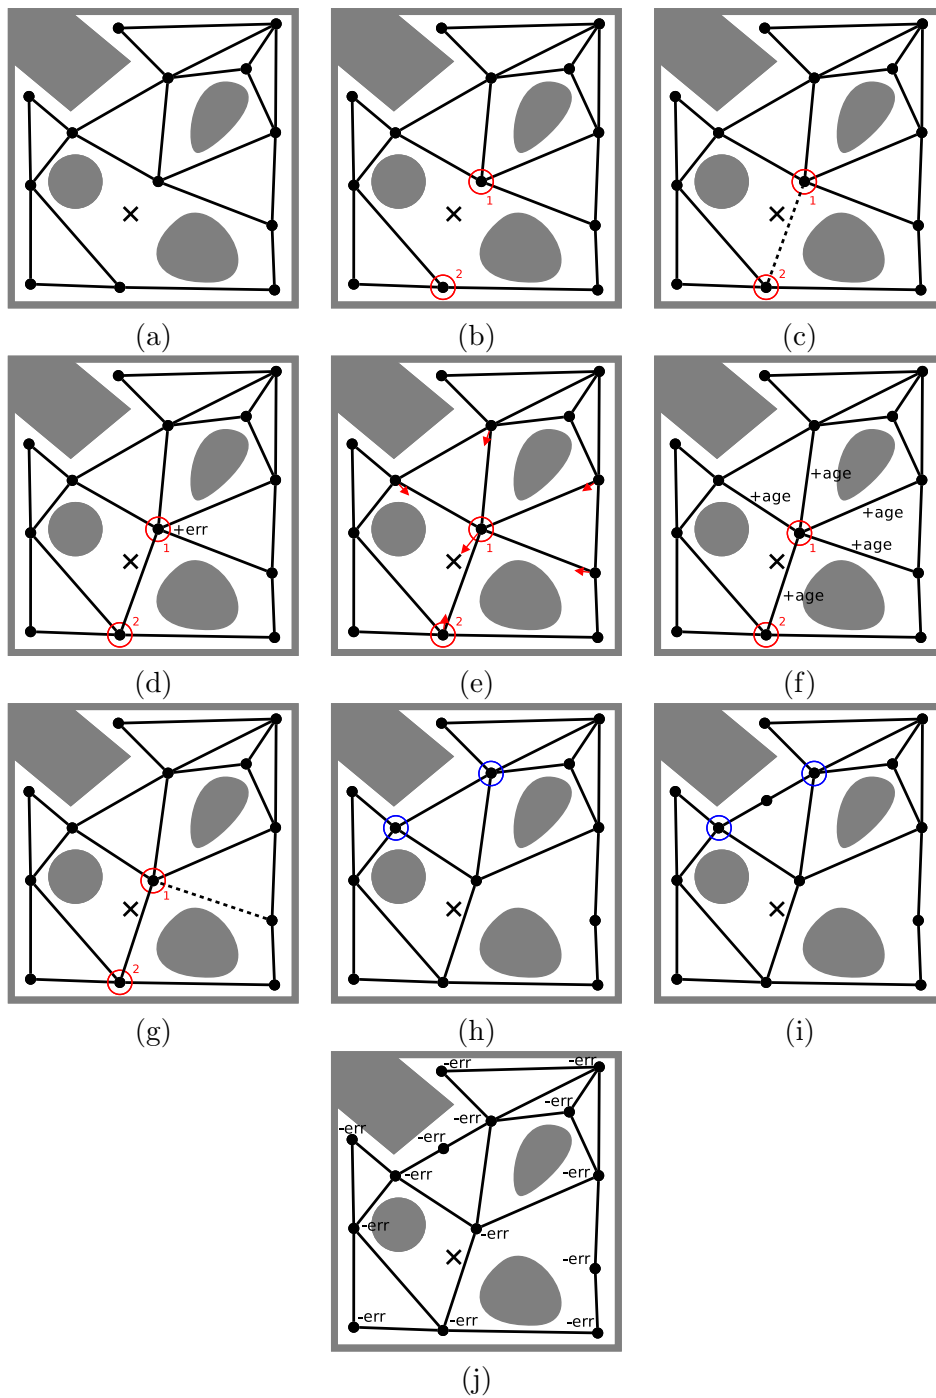 1
2
1
2
1
(a)
(b)
(c)
+err
1
2
1
2
+age
+age
+age
+age
+age
1
2
(d)
(e)
(f)
1
2
(g)
(h)
(i)
-err
-err
-err
-err
-err
-err
-err
-err
-err
-err
-err
-err
-err
-err
(j)